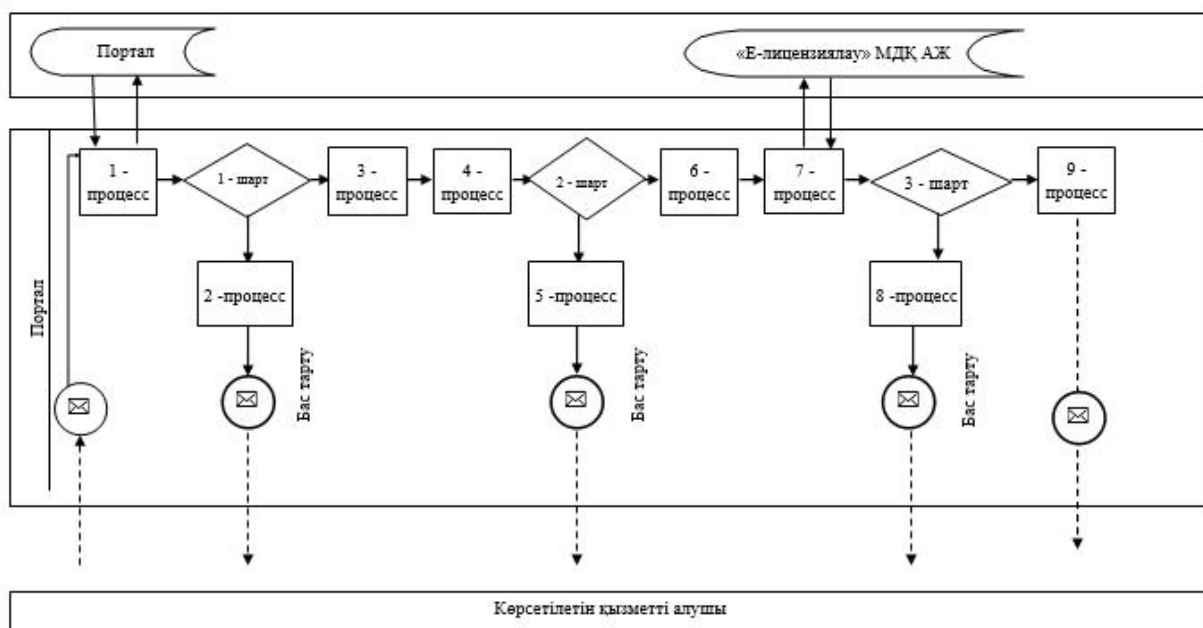 Портал
«Е-лицензиялау» МДҚ АЖ
1 -
процесс
1 - шарт
3 -
процесс
4 -
процесс
2 - шарт
6 -
процесс
7 -
процесс
3 - шарт
9 -
процесс
Портал
2 -процесс
5 -процесс
8 -процесс
Бас тарту
Бас тарту
Бас тарту
Көрсетілетін қызметті алушы